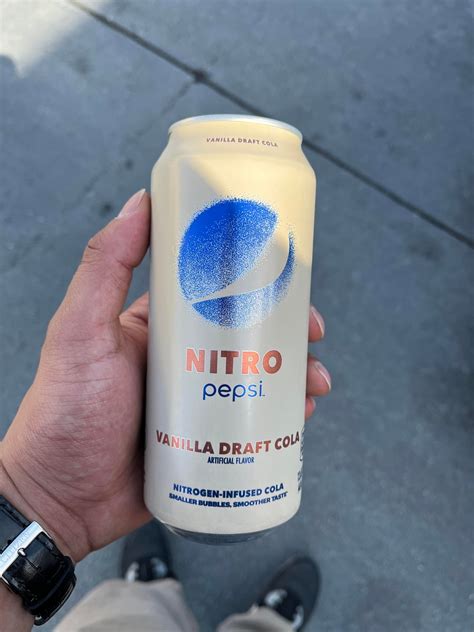 VANILLA DRAFT COLA
NITRO
pepsi.
VANILLA DRAFT COLA
ARTIFICIAL FLAVOR
NITROGEN-INFUSED COLA
SMALLER BUBBLES, SMOOTHER TASTE*